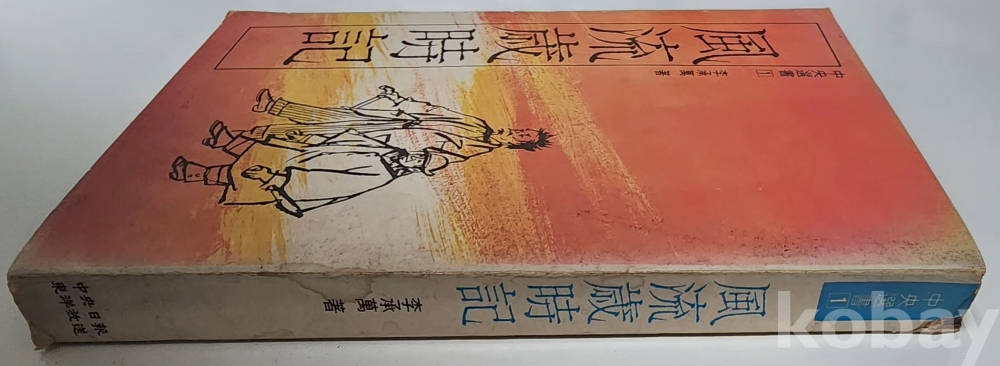 風流歲時記
中央選書 1
李承萬 著
中央選書 1
風流歲時記
李承萬 著
中央日報
東洋放送
kobay